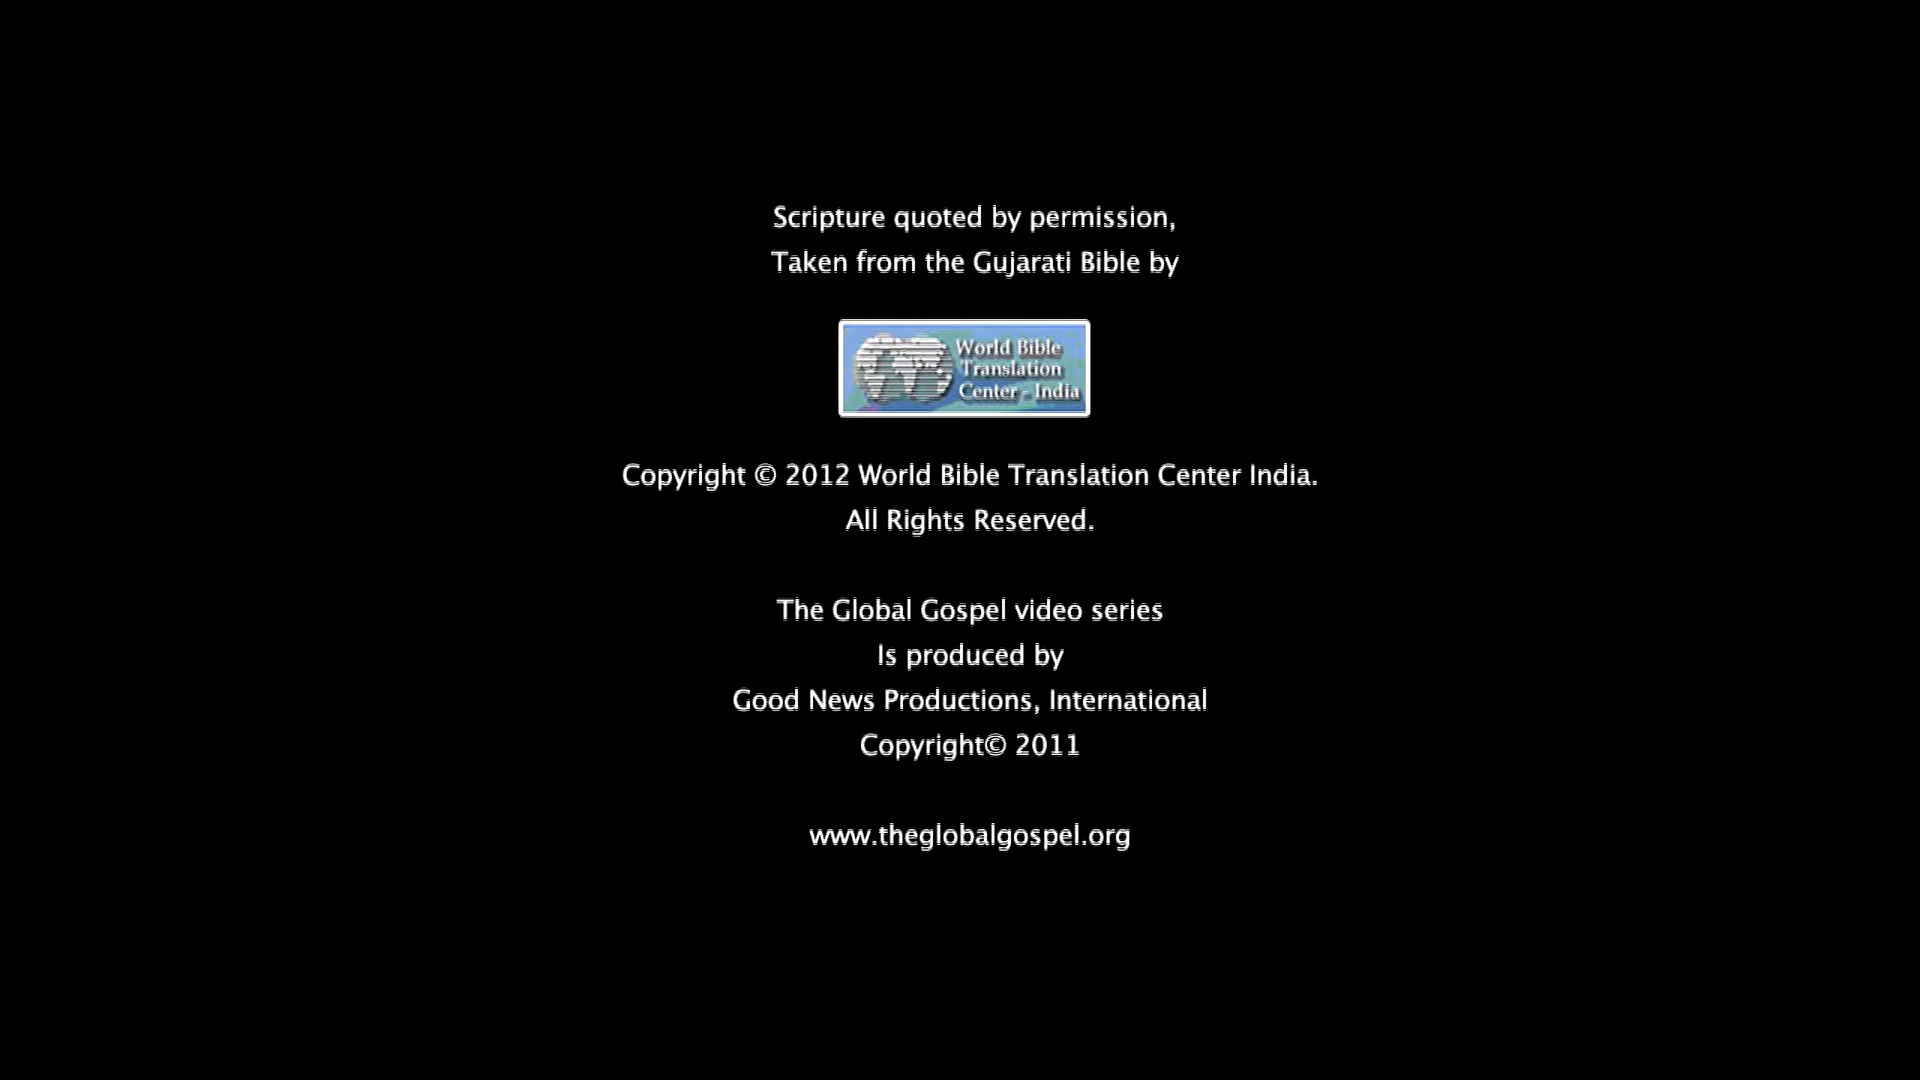 Scripture quoted by permission,
Taken from the Gujarati Bible by
World Bible
Translation
Center - India
Copyright © 2012 World Bible Translation Center India.
All Rights Reserved.
The Global Gospel video series
Is produced by
Good News Productions, International
Copyright© 2011
www.theglobalgospel.org